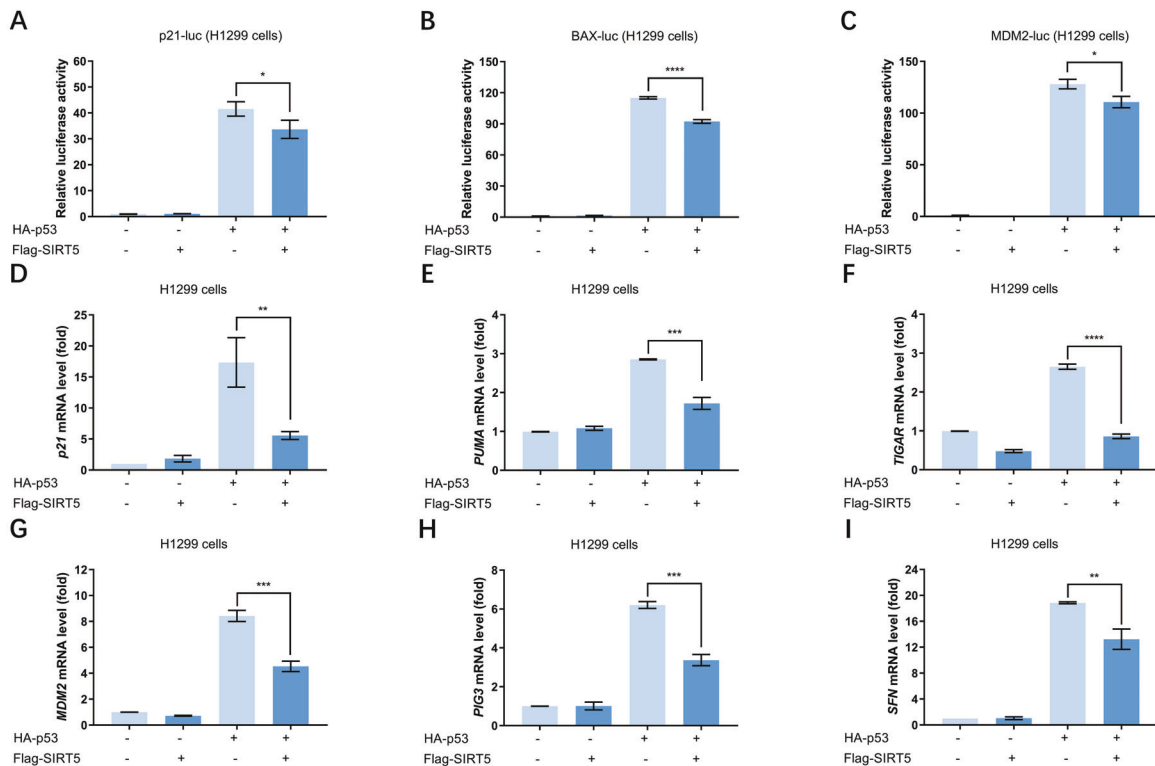 A
p21-luc (H1299 cells)
Relative luciferase activity
60
50
40
30
20
10
0
*
HA-p53 - - + +
Flag-SIRT5 - + - +
B
BAX-luc (H1299 cells)
Relative luciferase activity
150
120
90
60
30
0
****
HA-p53 - - + +
Flag-SIRT5 - + - +
C
MDM2-luc (H1299 cells)
Relative luciferase activity
150
100
50
0
*
HA-p53 - - + +
Flag-SIRT5 - + - +
D
H1299 cells
p21 mRNA level (fold)
25
20
15
10
5
0
**
HA-p53 - - + +
Flag-SIRT5 - + - +
E
H1299 cells
PUMA mRNA level (fold)
4
3
2
1
0
***
HA-p53 - - + +
Flag-SIRT5 - + - +
F
H1299 cells
TIGAR mRNA level (fold)
4
3
2
1
0
****
HA-p53 - - + +
Flag-SIRT5 - + - +
G
H1299 cells
MDM2 mRNA level (fold)
12
10
8
6
4
2
0
***
HA-p53 - - + +
Flag-SIRT5 - + - +
H
H1299 cells
PIG3 mRNA level (fold)
8
6
4
2
0
***
HA-p53 - - + +
Flag-SIRT5 - + - +
I
H1299 cells
SFN mRNA level (fold)
24
20
16
12
8
4
0
**
HA-p53 - - + +
Flag-SIRT5 - + - +